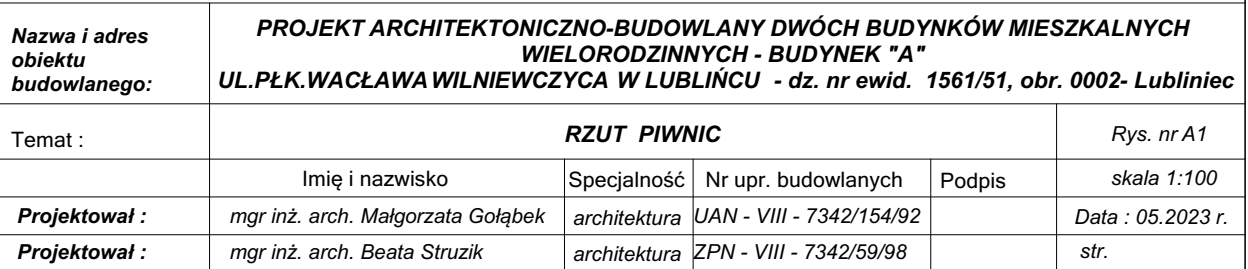 Nazwa i adres
obiektu
budowlanego:
PROJEKT ARCHITEKTONICZNO-BUDOWLANY DWÓCH BUDYNKÓW MIESZKALNYCH
WIELORODZINNYCH - BUDYNEK "A"
UL.PŁK.WACŁAWA WILNIEWCZYCA W LUBLIŃCU - dz. nr ewid. 1561/51, obr. 0002- Lubliniec
Temat : RZUT PIWNIC Rys. nr A1
Imię i nazwisko Specjalność Nr upr. budowlanych Podpis skala 1:100
Projektował : mgr inż. arch. Małgorzata Gołąbek architektura UAN - VIII - 7342/154/92 Data : 05.2023 r.
Projektował : mgr inż. arch. Beata Struzik architektura ZPN - VIII - 7342/59/98 str.